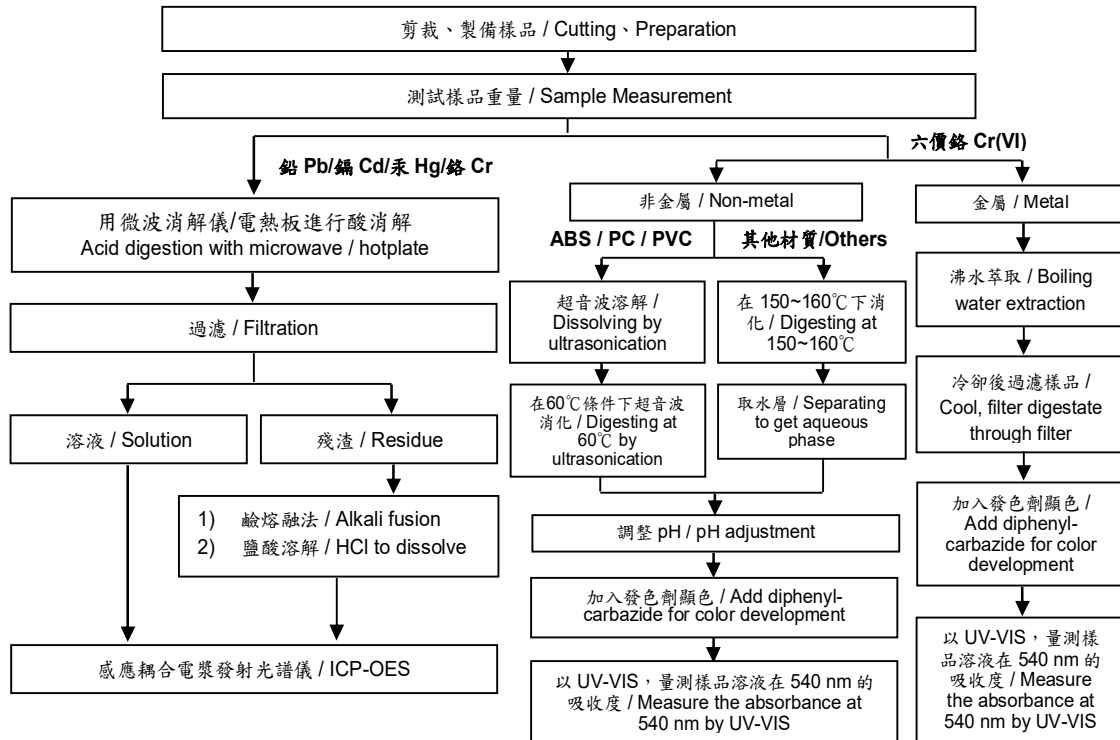 剪裁、製備樣品 / Cutting、Preparation
測試樣品重量 / Sample Measurement
鉛 Pb/鎘 Cd/汞 Hg/鉻 Cr
用微波消解儀/電熱板進行酸消解
Acid digestion with microwave / hotplate
過濾 / Filtration
溶液 / Solution
殘渣 / Residue
1) 鹼熔融法 / Alkali fusion
2) 鹽酸溶解 / HCl to dissolve
感應耦合電漿發射光譜儀 / ICP-OES
六價鉻 Cr(VI)
非金屬 / Non-metal
ABS / PC / PVC
其他材質/Others
超音波溶解 /
Dissolving by
ultrasonication
在 150~160℃下消
化 / Digesting at
150~160℃
在60℃條件下超音波
消化 / Digesting at
60℃ by
ultrasonication
取水層 / Separating
to get aqueous
phase
調整 pH / pH adjustment
加入發色劑顯色 / Add diphenyl-
carbazide for color development
以 UV-VIS，量測樣品溶液在 540 nm 的
吸收度 / Measure the absorbance at
540 nm by UV-VIS
金屬 / Metal
沸水萃取 / Boiling
water extraction
冷卻後過濾樣品 /
Cool, filter digestate
through filter
加入發色劑顯色 /
Add diphenyl-
carbazide for color
development
以 UV-VIS，量測樣
品溶液在 540 nm 的
吸收度 / Measure
the absorbance at
540 nm by UV-VIS